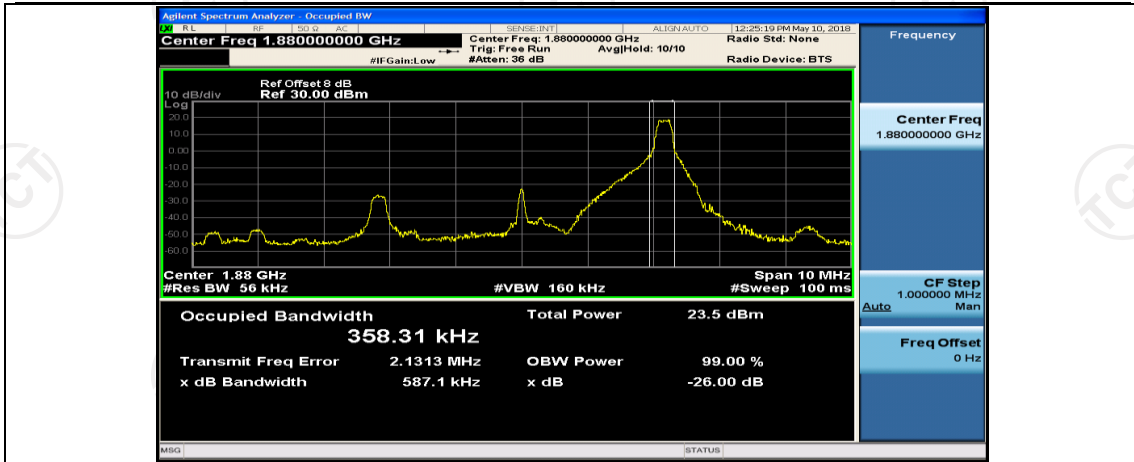 Agilent Spectrum Analyzer - Occupied BW
LXI RL RF 50 Ω AC SENSE:INT ALIGN AUTO 12:25:19 PM May 10, 2018
Center Freq 1.880000000 GHz
Center Freq: 1.880000000 GHz
Radio Std: None
Trig: Free Run Avg|Hold: 10/10
#IFGain:Low
#Atten: 36 dB
Radio Device: BTS
Ref Offset 8 dB
10 dB/div Ref 30.00 dBm
Log
20.0
10.0
0.00
-10.0
-20.0
-30.0
-40.0
-50.0
-60.0
Center 1.88 GHz Span 10 MHz
#Res BW 56 kHz #VBW 160 kHz #Sweep 100 ms
Occupied Bandwidth Total Power 23.5 dBm
358.31 kHz
Transmit Freq Error 2.1313 MHz OBW Power 99.00 %
x dB Bandwidth 587.1 kHz x dB -26.00 dB
MSG STATUS
Frequency
Center Freq
1.880000000 GHz
CF Step
1.000000 MHz
Auto Man
Freq Offset
0 Hz
TCT
TCT